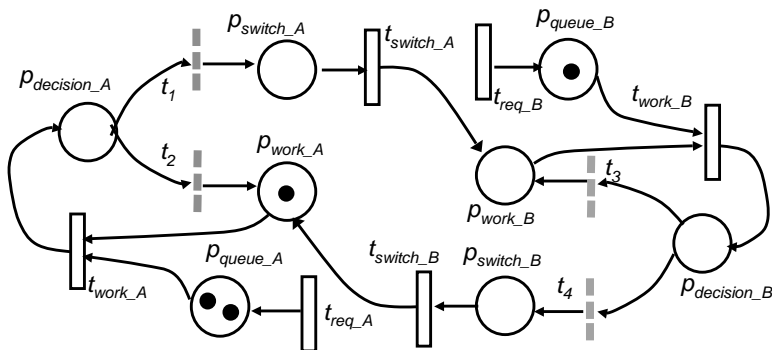 p_switch_A
t_switch_A
p_queue_B
p_decision_A
t_1
t_req_B
t_work_B
t_2
p_work_A
t_3
p_work_B
p_queue_A
t_switch_B
p_switch_B
t_work_A
t_req_A
t_4
p_decision_B